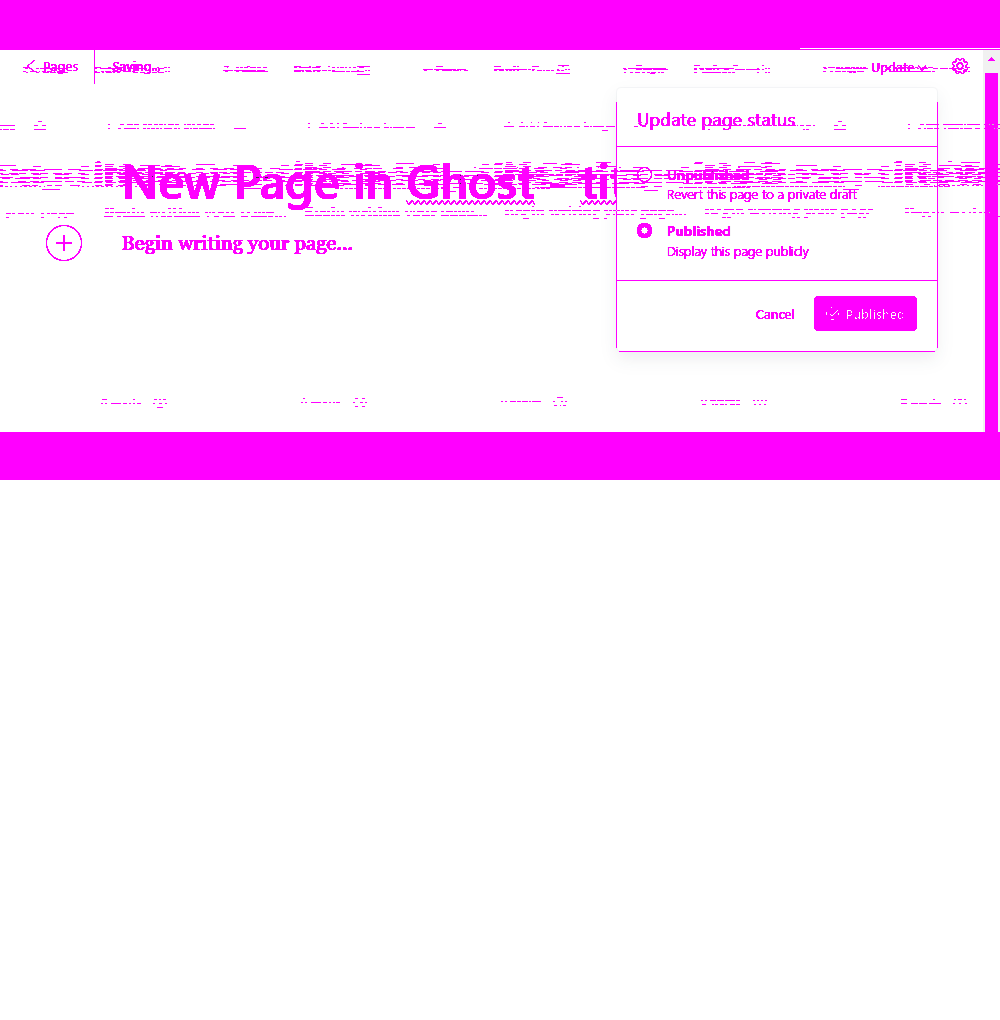 Pages
Saving...
Update
Update page status
New Page in Ghost - tit
Unpublished
Revert this page to a private draft
Published
Begin writing your page...
Display this page publicly
Cancel
Published